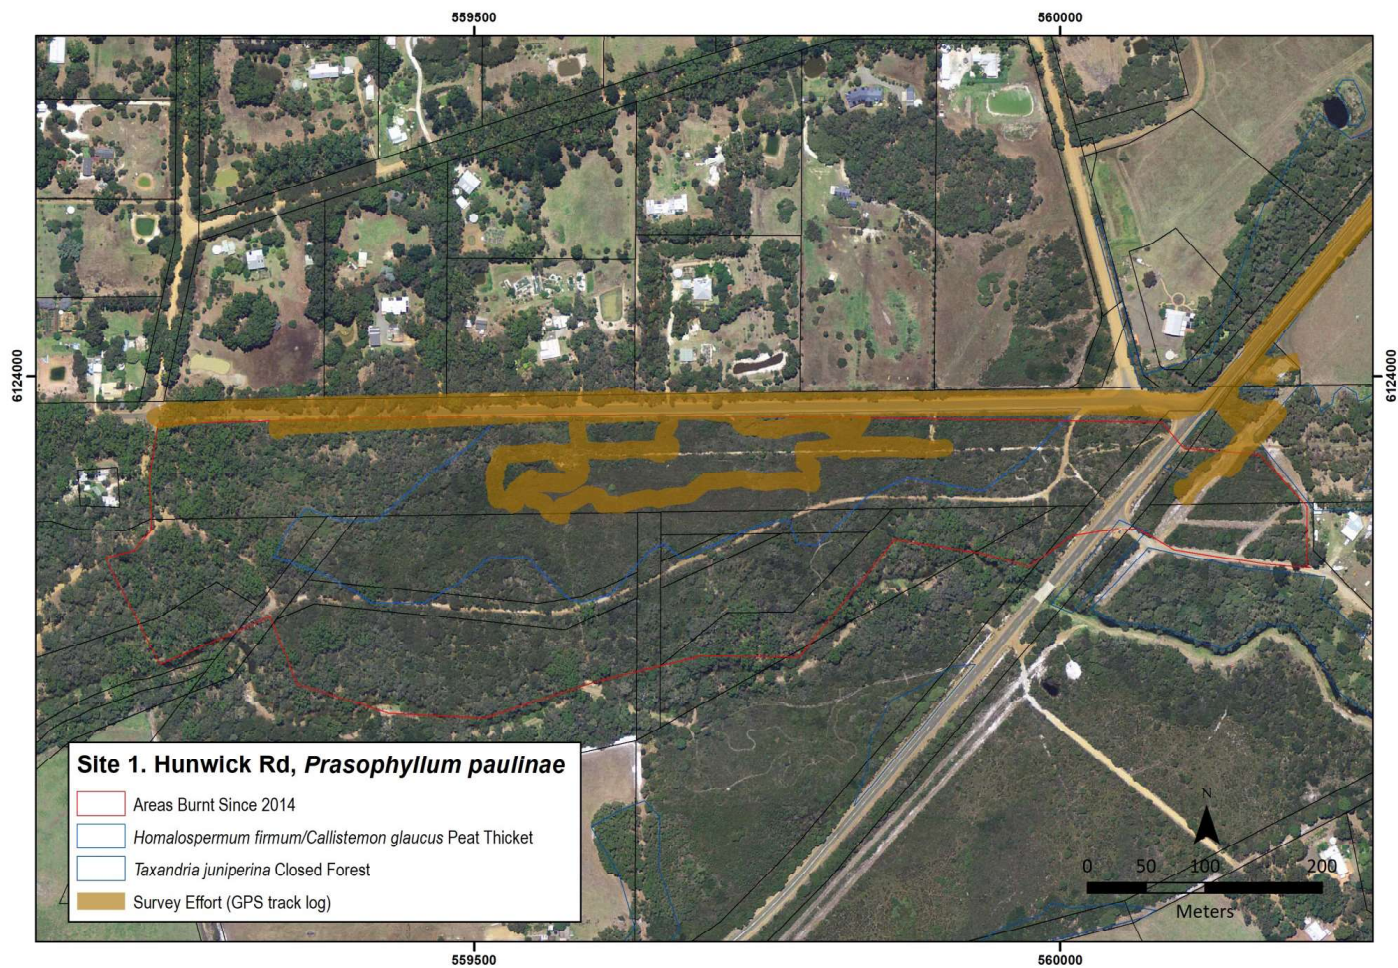 559500
560000
6124000
6124000
Site 1. Hunwick Rd, Prasophyllum paulinae
Areas Burnt Since 2014
Homalospermum firmum/Callistemon glaucus Peat Thicket
Taxandria juniperina Closed Forest
Survey Effort (GPS track log)
N
0 50 100 200
Meters
559500
560000